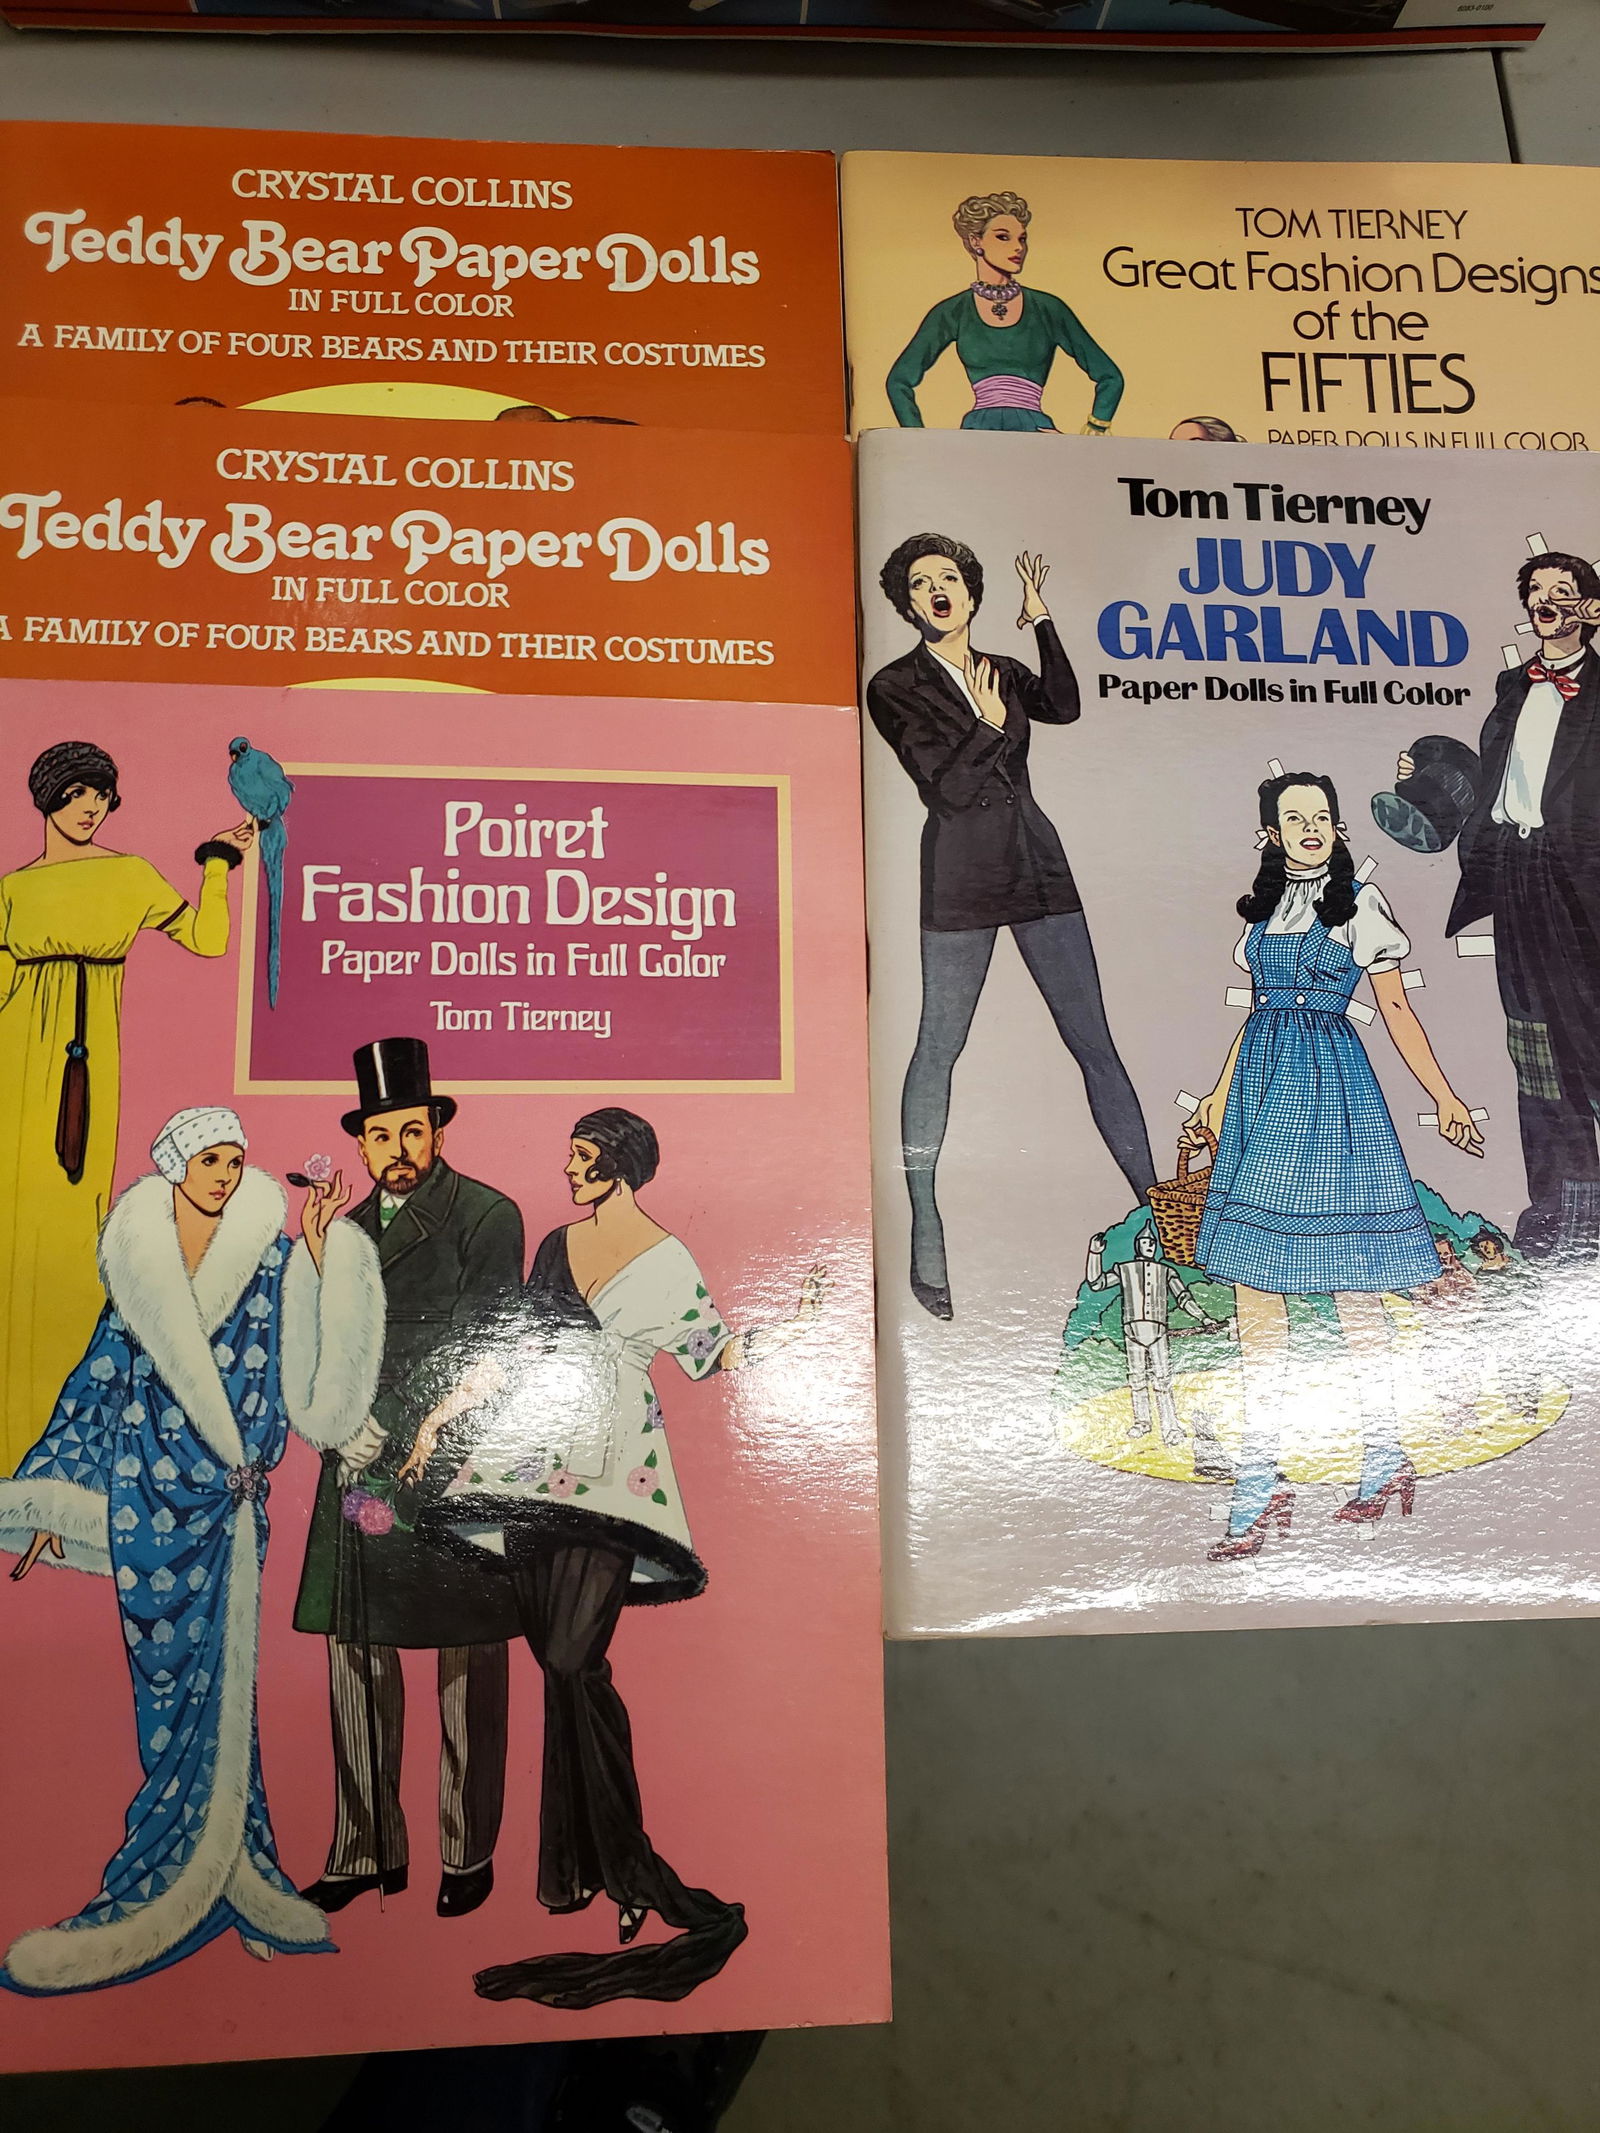 6083-0100
CRYSTAL COLLINS
Teddy Bear Paper Dolls
IN FULL COLOR
A FAMILY OF FOUR BEARS AND THEIR COSTUMES
CRYSTAL COLLINS
Teddy Bear Paper Dolls
IN FULL COLOR
A FAMILY OF FOUR BEARS AND THEIR COSTUMES
Poiret
Fashion Design
Paper Dolls in Full Color
Tom Tierney
TOM TIERNEY
Great Fashion Designs
of the
FIFTIES
PAPER DOLLS IN FULL COLOR
Tom Tierney
JUDY
GARLAND
Paper Dolls in Full Color